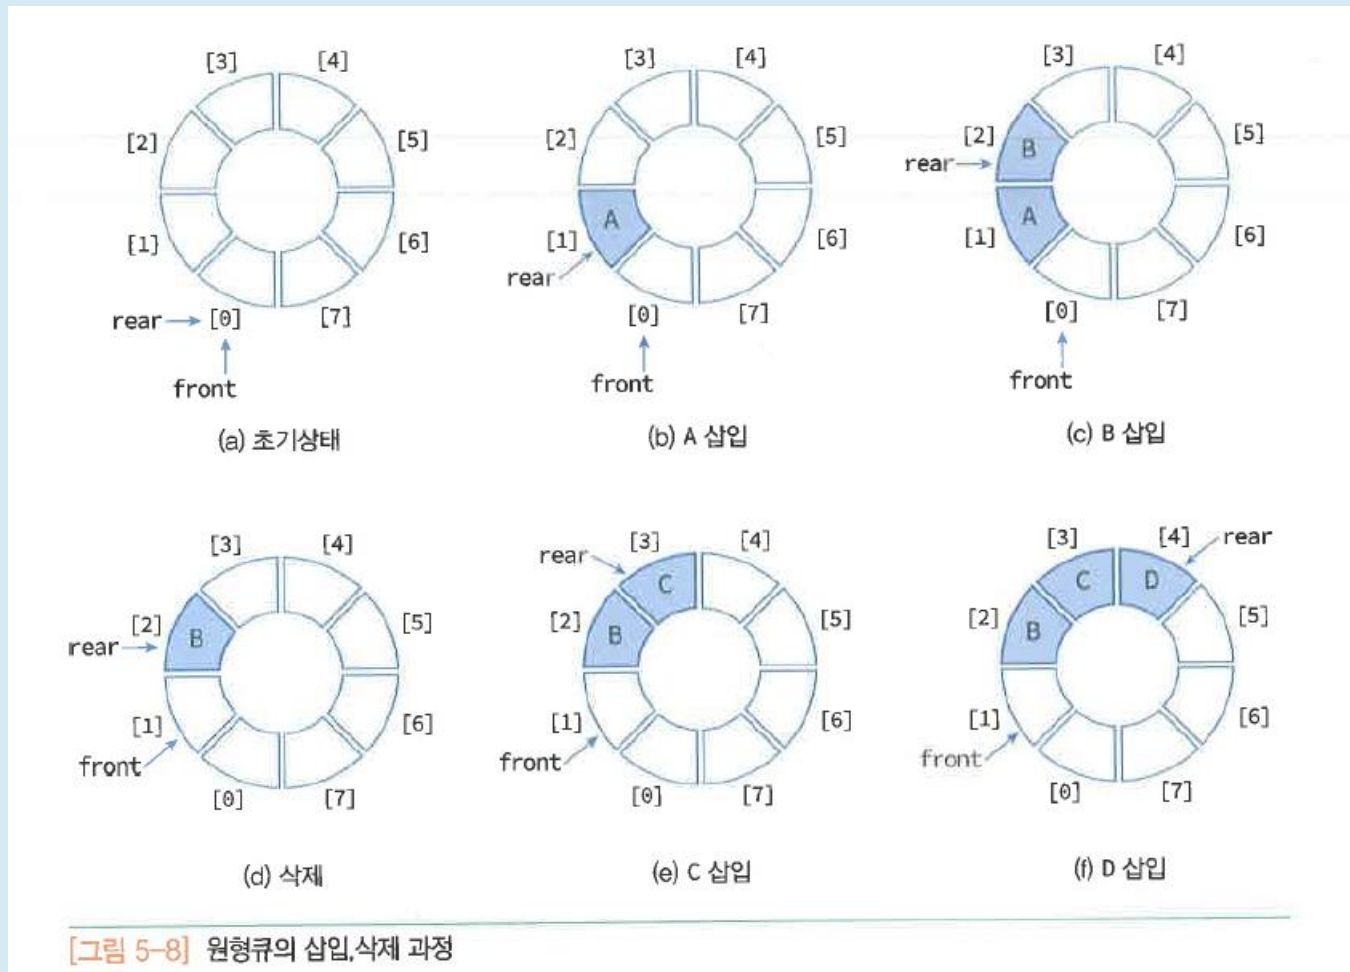 [3] [4]
[2] [5]
[1] [6]
rear [0] [7]
front
(a) 초기상태
[3] [4]
[2] [5]
A
[1] [6]
rear
[0] [7]
front
(b) A 삽입
[3] [4]
[2] B [5]
rear
A
[1] [6]
[0] [7]
front
(c) B 삽입
[3] [4]
[2] B [5]
rear
[1] [6]
front
[0] [7]
(d) 삭제
rear [3] [4]
C
[2] B [5]
[1] [6]
front
[0] [7]
(e) C 삽입
[3] [4] rear
C D
[2] B [5]
[1] [6]
front
[0] [7]
(f) D 삽입
[그림 5-8] 원형큐의 삽입,삭제 과정